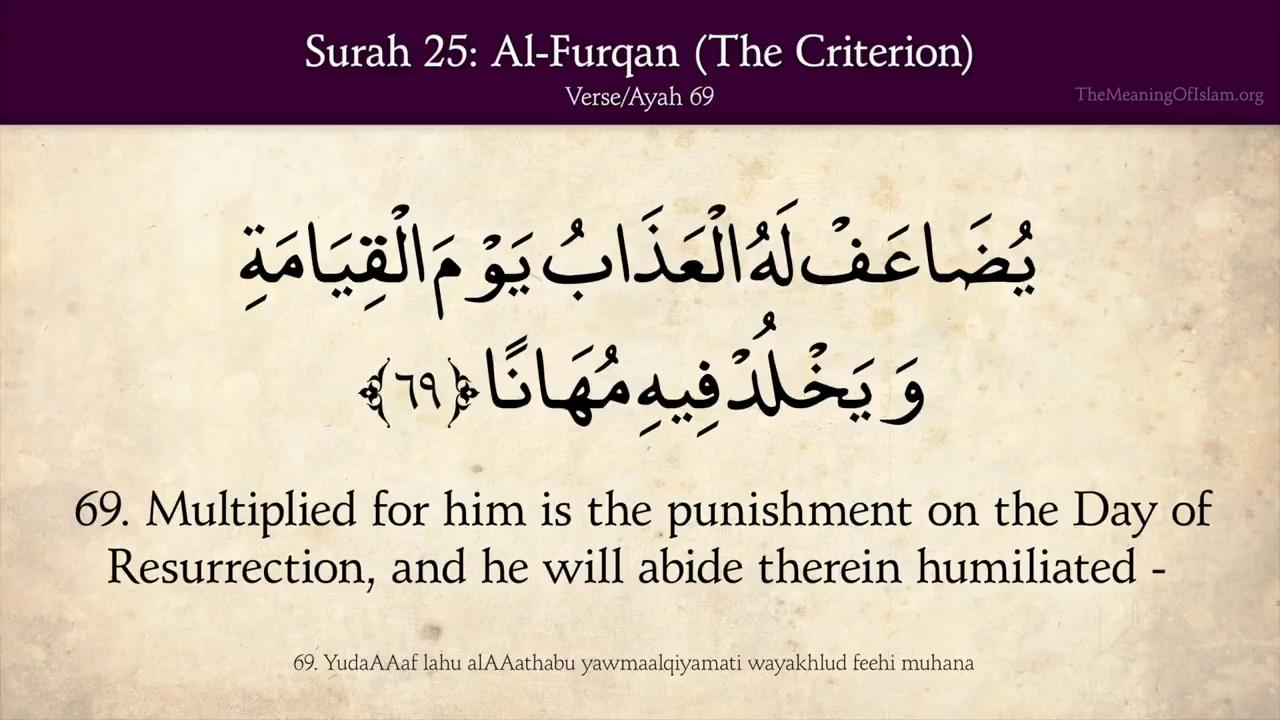 Surah 25: Al-Furqan (The Criterion)
Verse/Ayah 69
TheMeaningOfIslam.org
يُضَاعَفْ لَهُ الْعَذَابُ يَوْمَ الْقِيَامَةِ
وَيَخْلُدْ فِيهِ مُهَانًا ﴿٦٩﴾
69. Multiplied for him is the punishment on the Day of
Resurrection, and he will abide therein humiliated -
69. YudaAAaf lahu alAAathabu yawmaalqiyamati wayakhlud feehi muhana